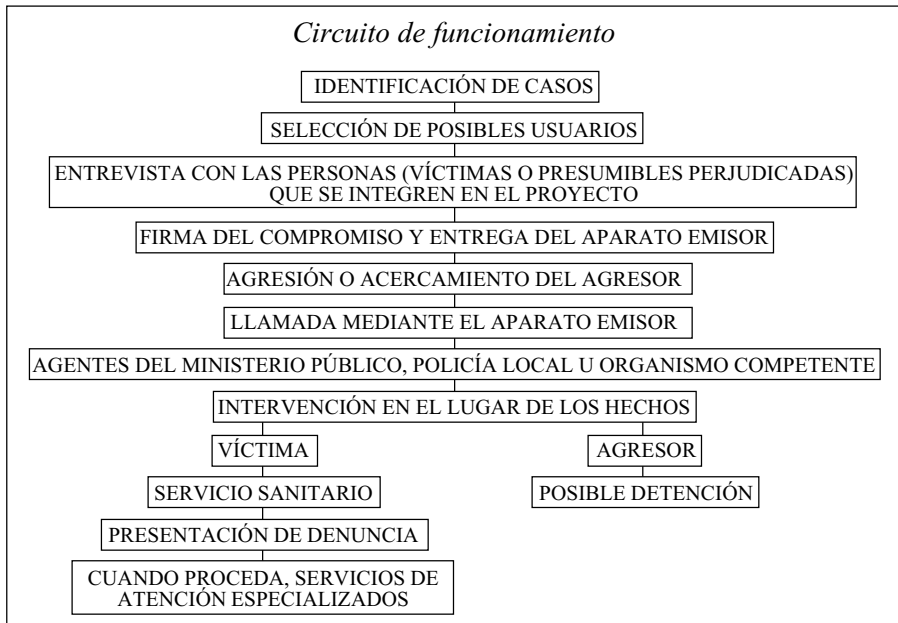 Circuito de funcionamiento
IDENTIFICACIÓN DE CASOS
SELECCIÓN DE POSIBLES USUARIOS
ENTREVISTA CON LAS PERSONAS (VÍCTIMAS O PRESUMIBLES PERJUDICADAS)
QUE SE INTEGREN EN EL PROYECTO
FIRMA DEL COMPROMISO Y ENTREGA DEL APARATO EMISOR
AGRESIÓN O ACERCAMIENTO DEL AGRESOR
LLAMADA MEDIANTE EL APARATO EMISOR
AGENTES DEL MINISTERIO PÚBLICO, POLICÍA LOCAL U ORGANISMO COMPETENTE
INTERVENCIÓN EN EL LUGAR DE LOS HECHOS
VÍCTIMA
AGRESOR
SERVICIO SANITARIO
POSIBLE DETENCIÓN
PRESENTACIÓN DE DENUNCIA
CUANDO PROCEDA, SERVICIOS DE
ATENCIÓN ESPECIALIZADOS